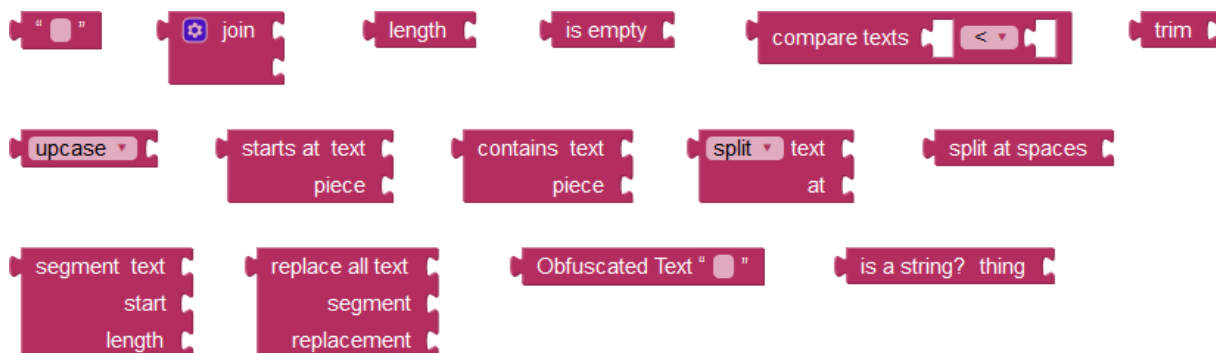 “ ” join length is empty compare texts < trim
upcase starts at text contains text split text split at spaces
piece piece at
segment text replace all text Obfuscated Text “ ” is a string? thing
start segment
length replacement